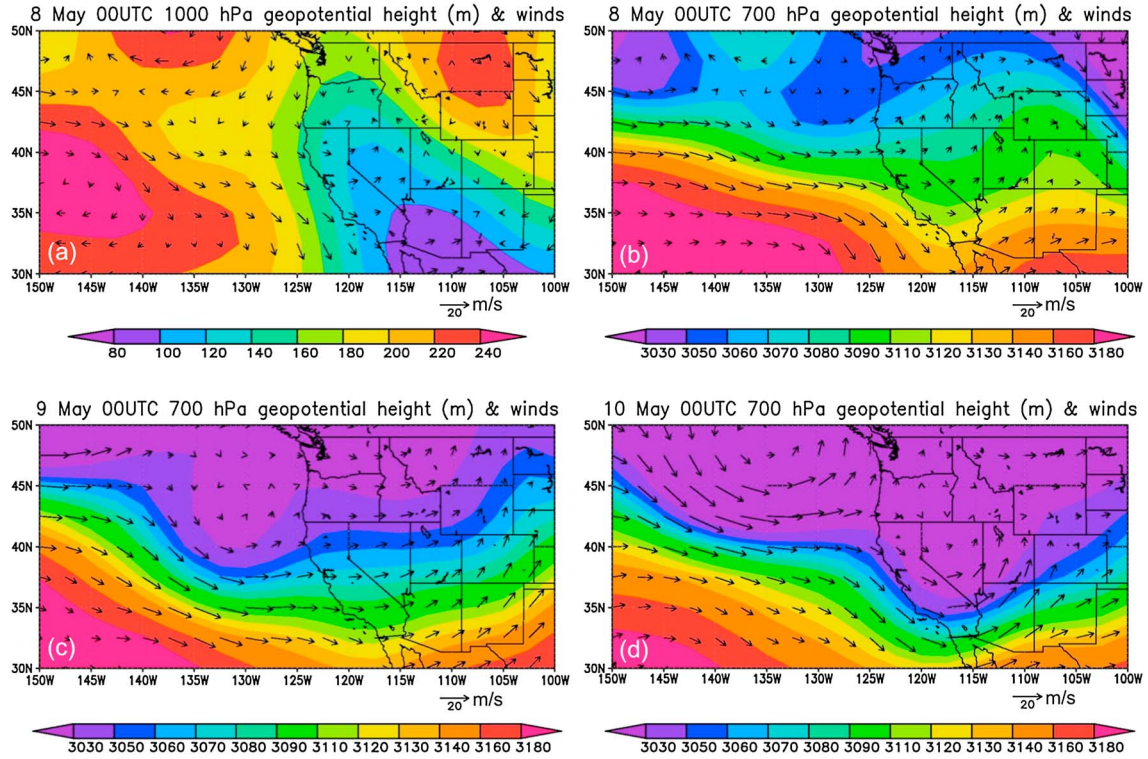 8 May 00UTC 1000 hPa geopotential height (m) & winds
50N
45N
40N
35N
30N
(a)
150W 145W 140W 135W 130W 125W 120W 115W 110W 105W 100W
20 m/s
80 100 120 140 160 180 200 220 240
8 May 00UTC 700 hPa geopotential height (m) & winds
50N
45N
40N
35N
30N
(b)
150W 145W 140W 135W 130W 125W 120W 115W 110W 105W 100W
20 m/s
3030 3050 3060 3070 3080 3090 3110 3120 3130 3140 3160 3180
9 May 00UTC 700 hPa geopotential height (m) & winds
50N
45N
40N
35N
30N
(c)
150W 145W 140W 135W 130W 125W 120W 115W 110W 105W 100W
20 m/s
3030 3050 3060 3070 3080 3090 3110 3120 3130 3140 3160 3180
10 May 00UTC 700 hPa geopotential height (m) & winds
50N
45N
40N
35N
30N
(d)
150W 145W 140W 135W 130W 125W 120W 115W 110W 105W 100W
20 m/s
3030 3050 3060 3070 3080 3090 3110 3120 3130 3140 3160 3180